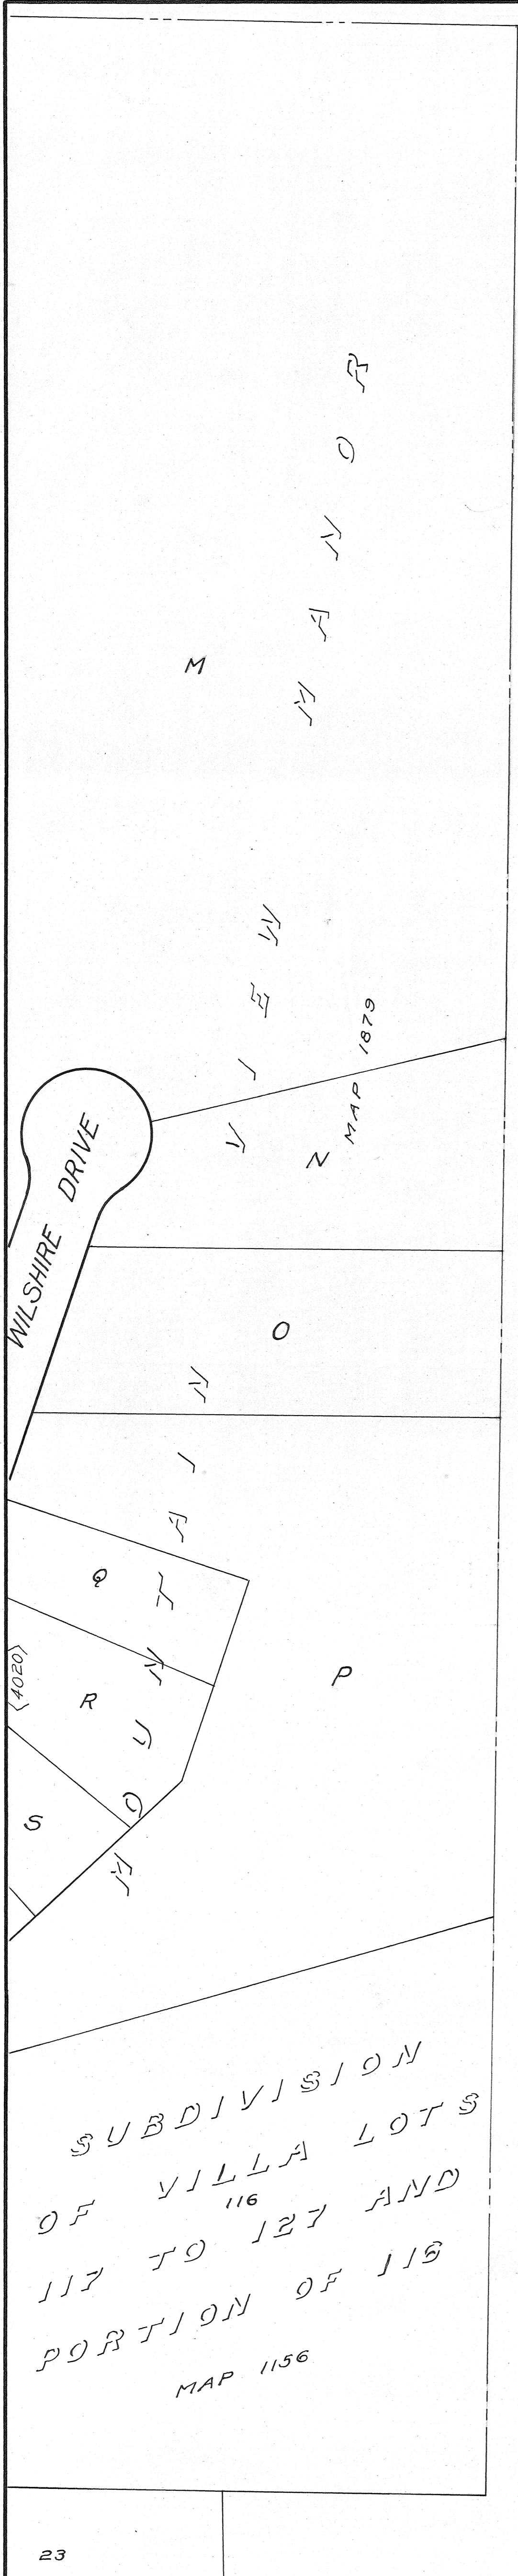 MOUNTAIN VIEW MANOR
M
MAP 1879
N
WILSHIRE DRIVE
O
Q
⟨4020⟩
R
P
S
SUBDIVISION
OF VILLA LOTS
116
117 TO 127 AND
PORTION OF 116
MAP 1156
23